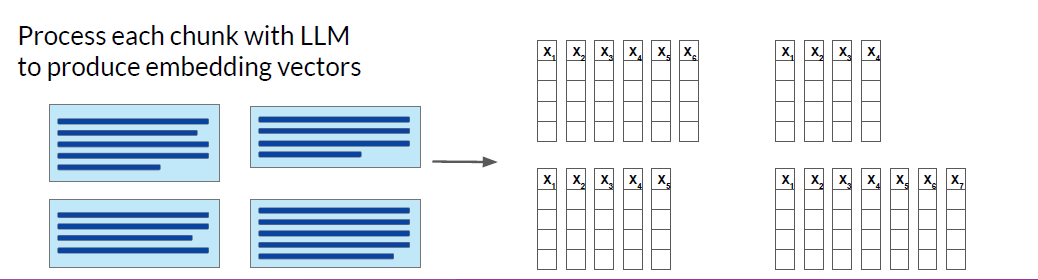 Process each chunk with LLM
to produce embedding vectors
X₁ X₂ X₃ X₄ X₅ X₆
X₁ X₂ X₃ X₄
X₁ X₂ X₃ X₄ X₅
X₁ X₂ X₃ X₄ X₅ X₆ X₇